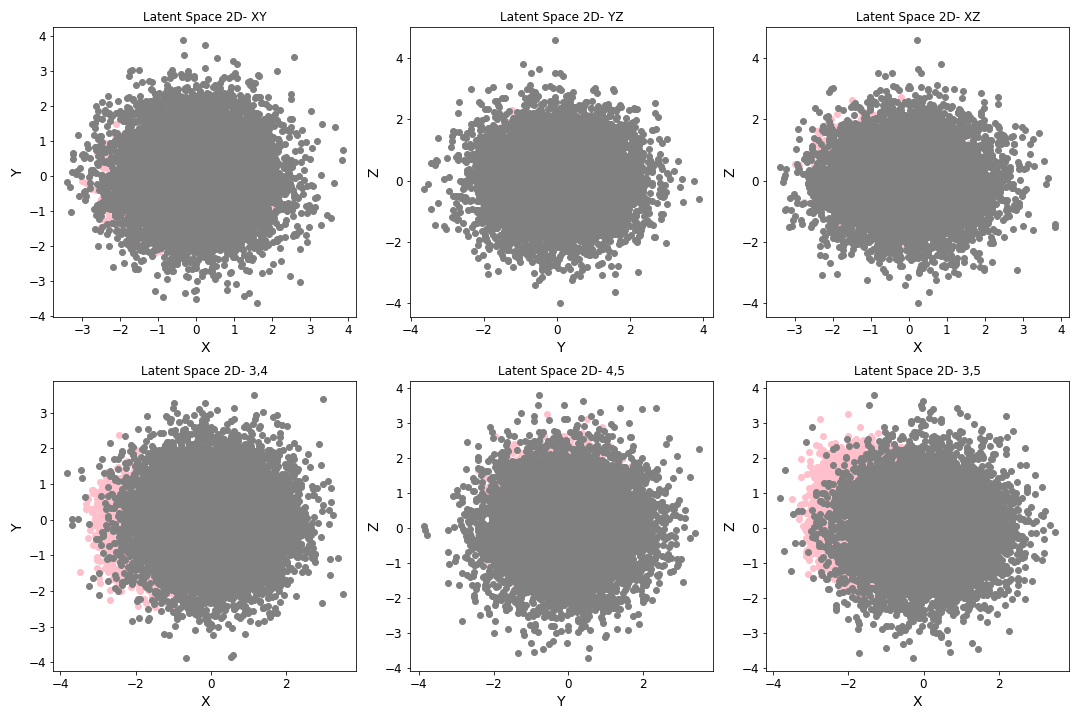 Latent Space 2D- XY
Latent Space 2D- YZ
Latent Space 2D- XZ
4
3
2
1
0
−1
−2
−3
−4
Y
−3 −2 −1 0 1 2 3 4
X
4
2
0
−2
−4
Z
−4 −2 0 2 4
Y
4
2
0
−2
−4
Z
−3 −2 −1 0 1 2 3 4
X
Latent Space 2D- 3,4
Latent Space 2D- 4,5
Latent Space 2D- 3,5
3
2
1
0
−1
−2
−3
−4
Y
−4 −2 0 2
X
4
3
2
1
0
−1
−2
−3
−4
Z
−4 −2 0 2
Y
4
3
2
1
0
−1
−2
−3
−4
Z
−4 −2 0 2
X